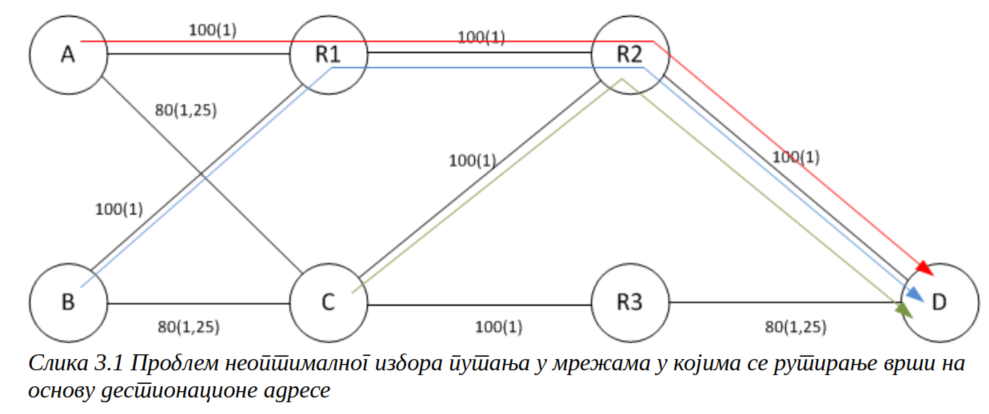 100(1)
100(1)
A
R1
R2
80(1,25)
100(1)
100(1)
100(1)
B
C
R3
D
80(1,25)
100(1)
80(1,25)
Слика 3.1 Проблем неоптималног избора путања у мрежама у којима се рутирање врши на
основу дестионационе адресе